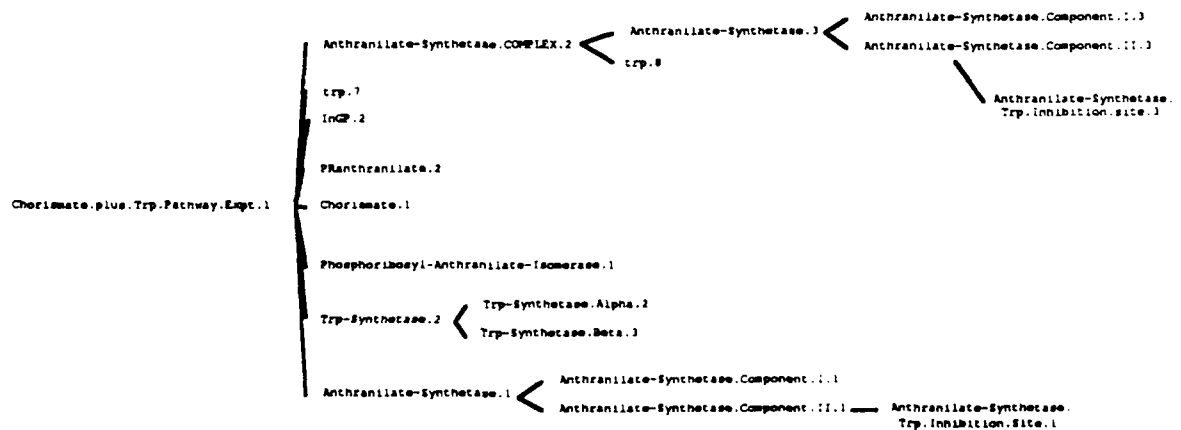 Anthranilate-Synthetase.Component.I.3
Anthranilate-Synthetase.3
Anthranilate-Synthetase.COMPLEX.2
Anthranilate-Synthetase.Component.II.3
trp.8
trp.7
Anthranilate-Synthetase.
Trp.Inhibition.site.3
InGP.2
PRanthranilate.2
Chorismate.plus.Trp.Pathway.Expt.1
Chorismate.1
Phosphoribosyl-Anthranilate-Isomerase.1
Trp-Synthetase.Alpha.2
Trp-Synthetase.2
Trp-Synthetase.Beta.3
Anthranilate-Synthetase.Component.I.1
Anthranilate-Synthetase.1
Anthranilate-Synthetase.Component.II.1
Anthranilate-Synthetase.
Trp.Inhibition.Site.1